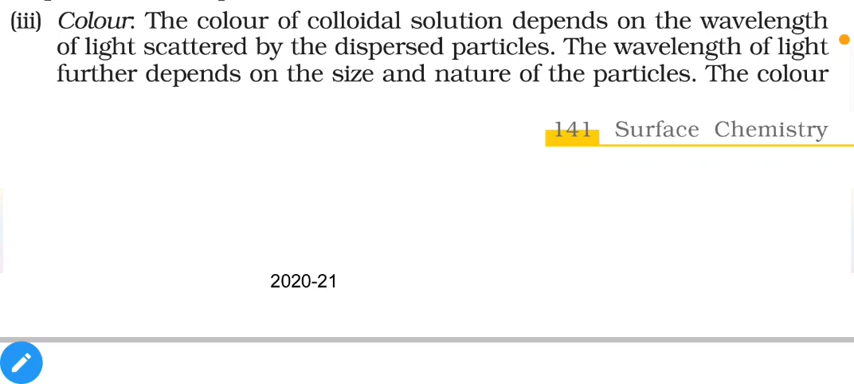 (iii) Colour: The colour of colloidal solution depends on the wavelength
of light scattered by the dispersed particles. The wavelength of light
further depends on the size and nature of the particles. The colour
141 Surface Chemistry
2020-21